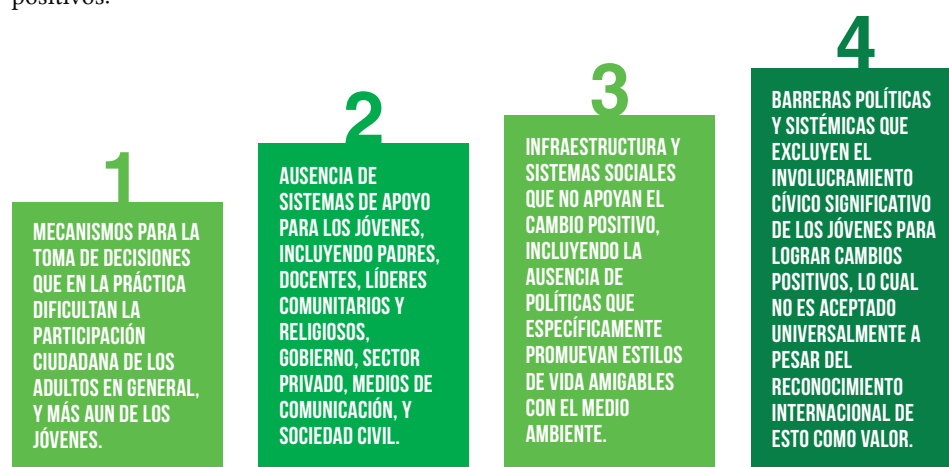 positivos.
1
MECANISMOS PARA LA
TOMA DE DECISIONES
QUE EN LA PRÁCTICA
DIFICULTAN LA
PARTICIPACIÓN
CIUDADANA DE LOS
ADULTOS EN GENERAL,
Y MÁS AUN DE LOS
JÓVENES.
2
AUSENCIA DE
SISTEMAS DE APOYO
PARA LOS JÓVENES,
INCLUYENDO PADRES,
DOCENTES, LÍDERES
COMUNITARIOS Y
RELIGIOSOS,
GOBIERNO, SECTOR
PRIVADO, MEDIOS DE
COMUNICACIÓN, Y
SOCIEDAD CIVIL.
3
INFRAESTRUCTURA Y
SISTEMAS SOCIALES
QUE NO APOYAN EL
CAMBIO POSITIVO,
INCLUYENDO LA
AUSENCIA DE
POLÍTICAS QUE
ESPECÍFICAMENTE
PROMUEVAN ESTILOS
DE VIDA AMIGABLES
CON EL MEDIO
AMBIENTE.
4
BARRERAS POLÍTICAS
Y SISTÉMICAS QUE
EXCLUYEN EL
INVOLUCRAMIENTO
CÍVICO SIGNIFICATIVO
DE LOS JÓVENES PARA
LOGRAR CAMBIOS
POSITIVOS, LO CUAL
NO ES ACEPTADO
UNIVERSALMENTE A
PESAR DEL
RECONOCIMIENTO
INTERNACIONAL DE
ESTO COMO VALOR.